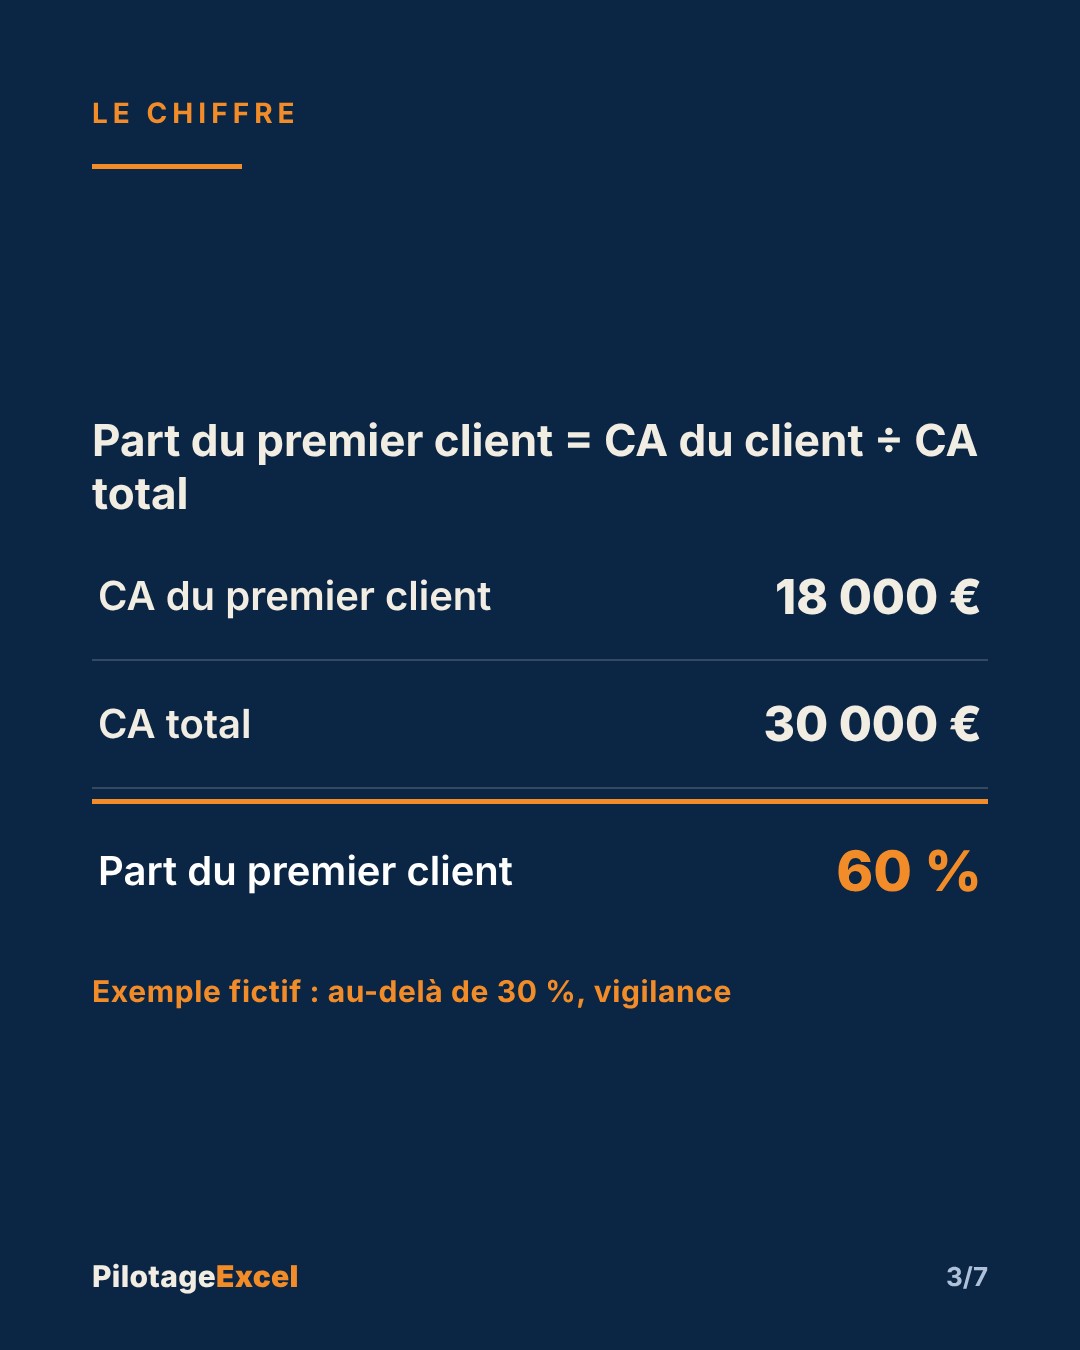 LE CHIFFRE
Part du premier client = CA du client ÷ CA
total
CA du premier client 18 000 €
CA total 30 000 €
Part du premier client 60 %
Exemple fictif : au-delà de 30 %, vigilance
PilotageExcel 3/7